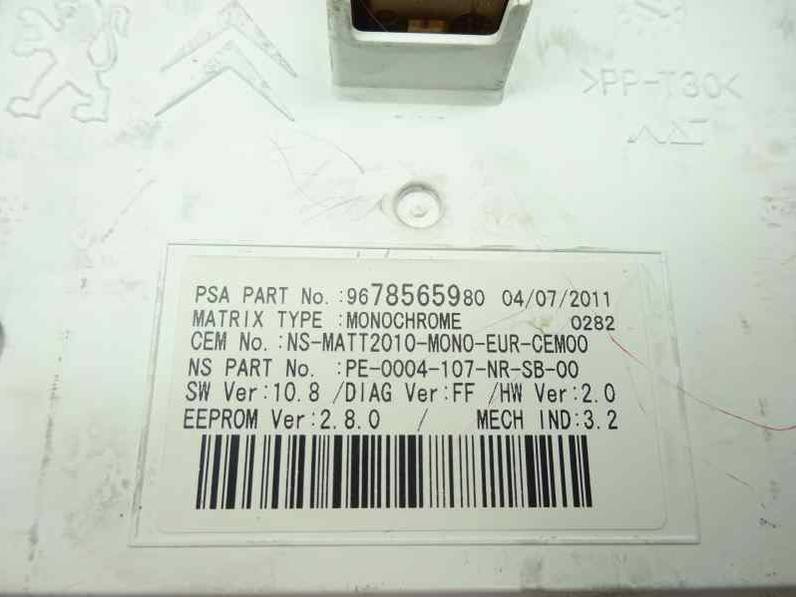 >PP-T30<
PSA PART No. :9678565980 04/07/2011
MATRIX TYPE :MONOCHROME 0282
CEM No. :NS-MATT2010-MONO-EUR-CEM00
NS PART No. :PE-0004-107-NR-SB-00
SW Ver:10.8 /DIAG Ver:FF /HW Ver:2.0
EEPROM Ver:2.8.0 / MECH IND:3.2